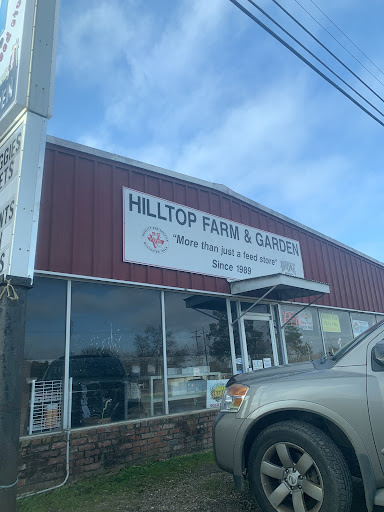 HILLTOP FARM & GARDEN
"More than just a feed store"
Since 1989